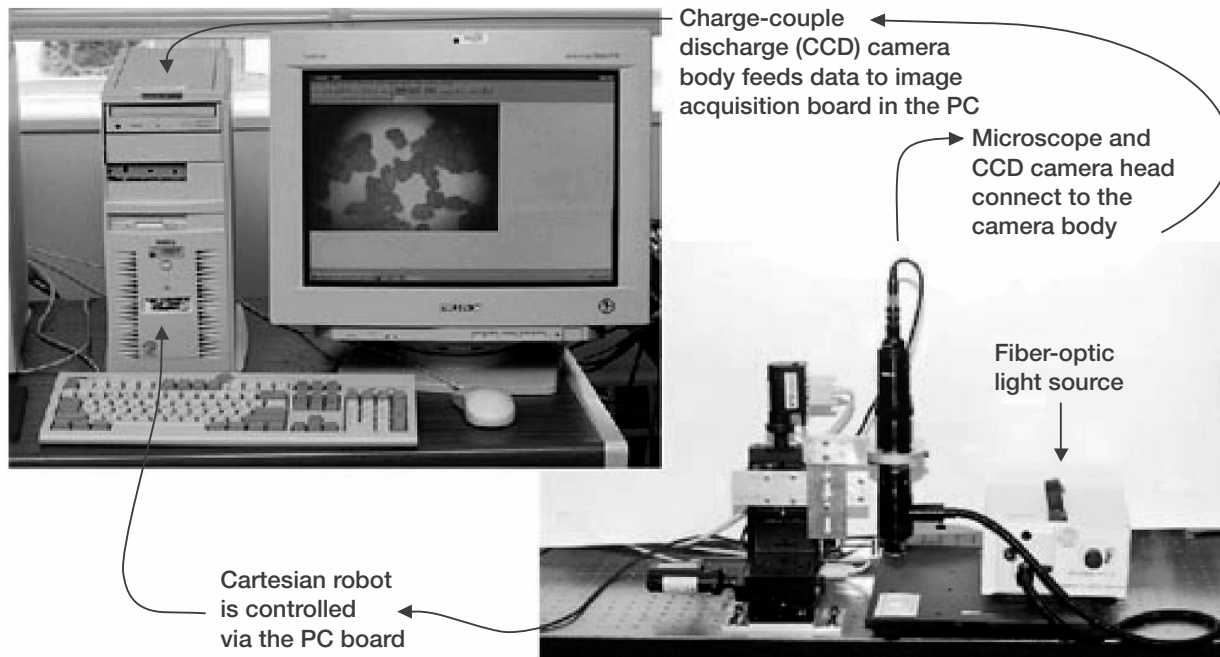 Charge-couple
discharge (CCD) camera
body feeds data to image
acquisition board in the PC
Microscope and
CCD camera head
connect to the
camera body
Fiber-optic
light source
Cartesian robot
is controlled
via the PC board